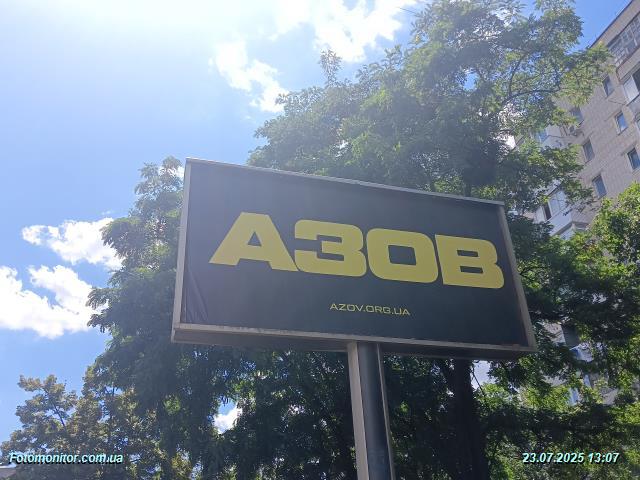 АЗОВ
AZOV.ORG.UA
Fotomonitor.com.ua
23.07.2025 13:07